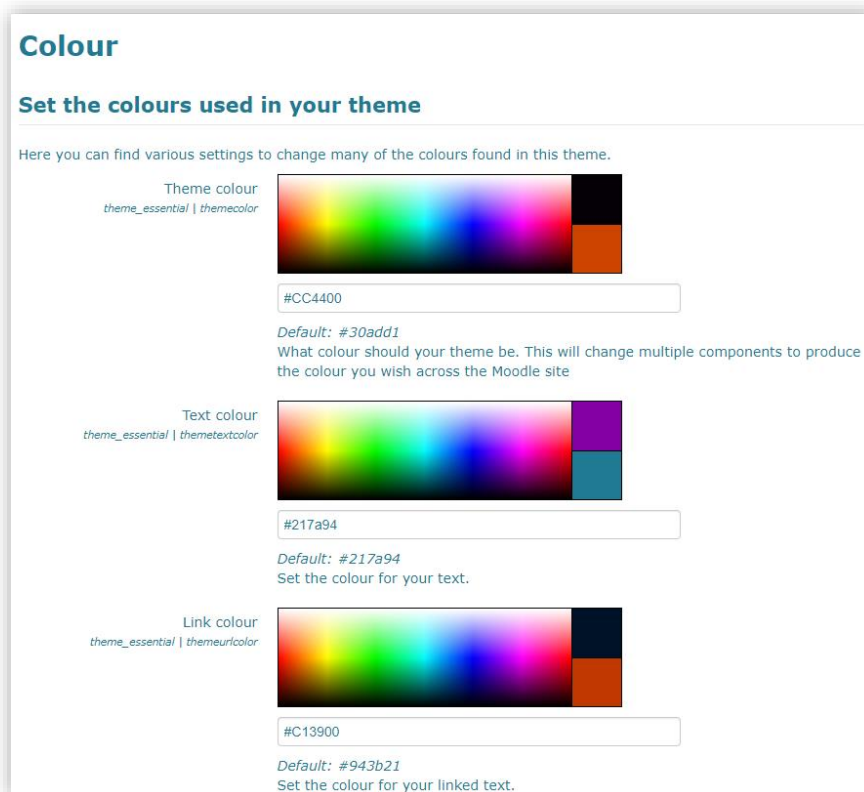 Colour
Set the colours used in your theme
Here you can find various settings to change many of the colours found in this theme.
Theme colour
theme_essential | themecolor
#CC4400
Default: #30add1
What colour should your theme be. This will change multiple components to produce
the colour you wish across the Moodle site
Text colour
theme_essential | themetextcolor
#217a94
Default: #217a94
Set the colour for your text.
Link colour
theme_essential | themeurlcolor
#C13900
Default: #943b21
Set the colour for your linked text.